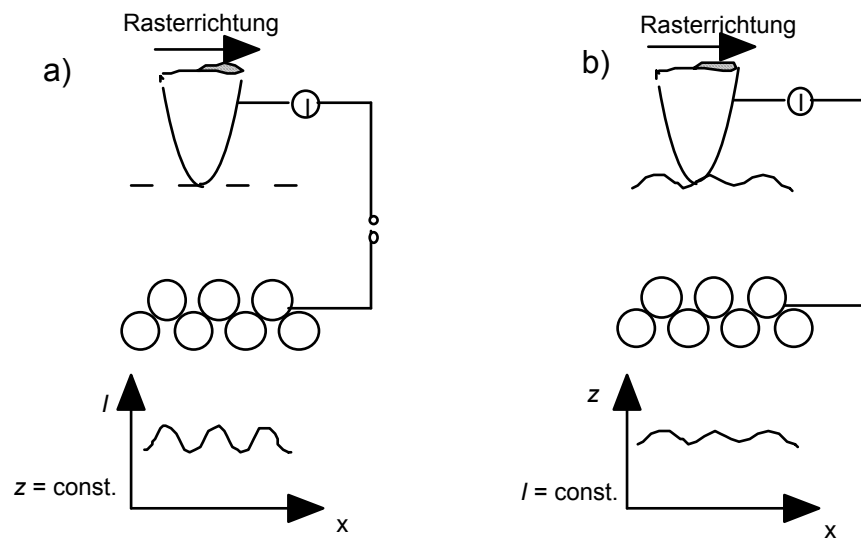 Rasterrichtung
a)
I
I
z = const.
x
Rasterrichtung
b)
I
z
I = const.
x